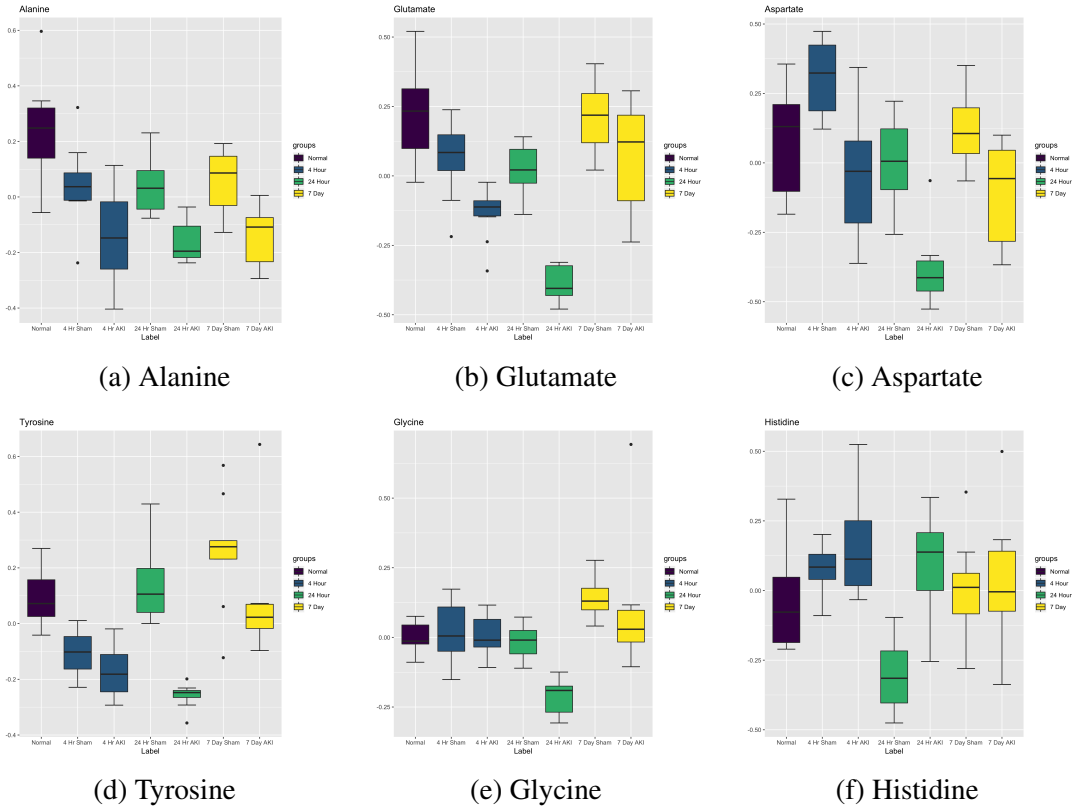 Alanine
0.6
0.4
0.2
0.0
-0.2
-0.4
Normal 4 Hr Sham 4 Hr AKI 24 Hr Sham 24 Hr AKI 7 Day Sham 7 Day AKI
Label
groups
Normal
4 Hour
24 Hour
7 Day
(a) Alanine
Glutamate
0.50
0.25
0.00
-0.25
-0.50
Normal 4 Hr Sham 4 Hr AKI 24 Hr Sham 24 Hr AKI 7 Day Sham 7 Day AKI
Label
groups
Normal
4 Hour
24 Hour
7 Day
(b) Glutamate
Aspartate
0.50
0.25
0.00
-0.25
-0.50
Normal 4 Hr Sham 4 Hr AKI 24 Hr Sham 24 Hr AKI 7 Day Sham 7 Day AKI
Label
groups
Normal
4 Hour
24 Hour
7 Day
(c) Aspartate
Tyrosine
0.6
0.4
0.2
0.0
-0.2
-0.4
Normal 4 Hr Sham 4 Hr AKI 24 Hr Sham 24 Hr AKI 7 Day Sham 7 Day AKI
Label
groups
Normal
4 Hour
24 Hour
7 Day
(d) Tyrosine
Glycine
0.50
0.25
0.00
-0.25
Normal 4 Hr Sham 4 Hr AKI 24 Hr Sham 24 Hr AKI 7 Day Sham 7 Day AKI
Label
groups
Normal
4 Hour
24 Hour
7 Day
(e) Glycine
Histidine
0.50
0.25
0.00
-0.25
-0.50
Normal 4 Hr Sham 4 Hr AKI 24 Hr Sham 24 Hr AKI 7 Day Sham 7 Day AKI
Label
groups
Normal
4 Hour
24 Hour
7 Day
(f) Histidine